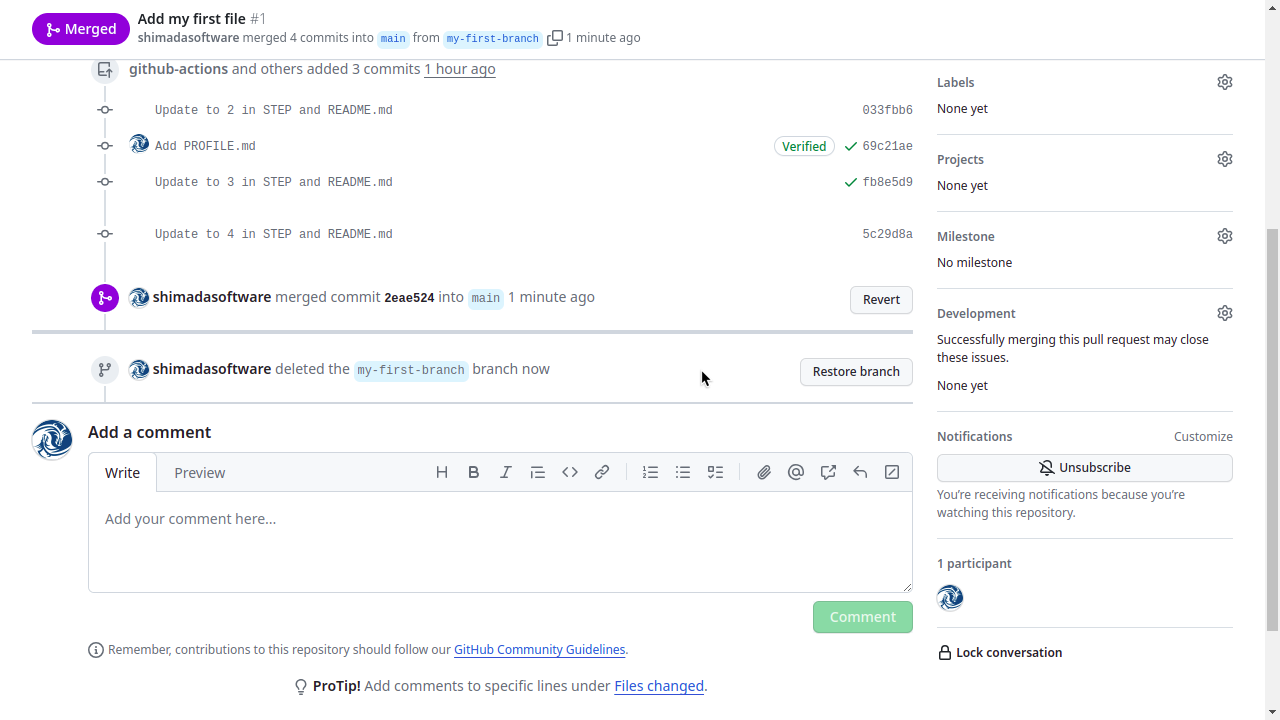 Merged
Add my first file #1
shimadasoftware merged 4 commits into main from my-first-branch 1 minute ago
github-actions and others added 3 commits 1 hour ago
Update to 2 in STEP and README.md 033fbb6
Add PROFILE.md Verified 69c21ae
Update to 3 in STEP and README.md fb8e5d9
Update to 4 in STEP and README.md 5c29d8a
shimadasoftware merged commit 2eae524 into main 1 minute ago Revert
shimadasoftware deleted the my-first-branch branch now Restore branch
Add a comment
Write Preview
Add your comment here...
Comment
Remember, contributions to this repository should follow our GitHub Community Guidelines.
ProTip! Add comments to specific lines under Files changed.
Labels
None yet
Projects
None yet
Milestone
No milestone
Development
Successfully merging this pull request may close
these issues.
None yet
Notifications Customize
Unsubscribe
You're receiving notifications because you're
watching this repository.
1 participant
Lock conversation